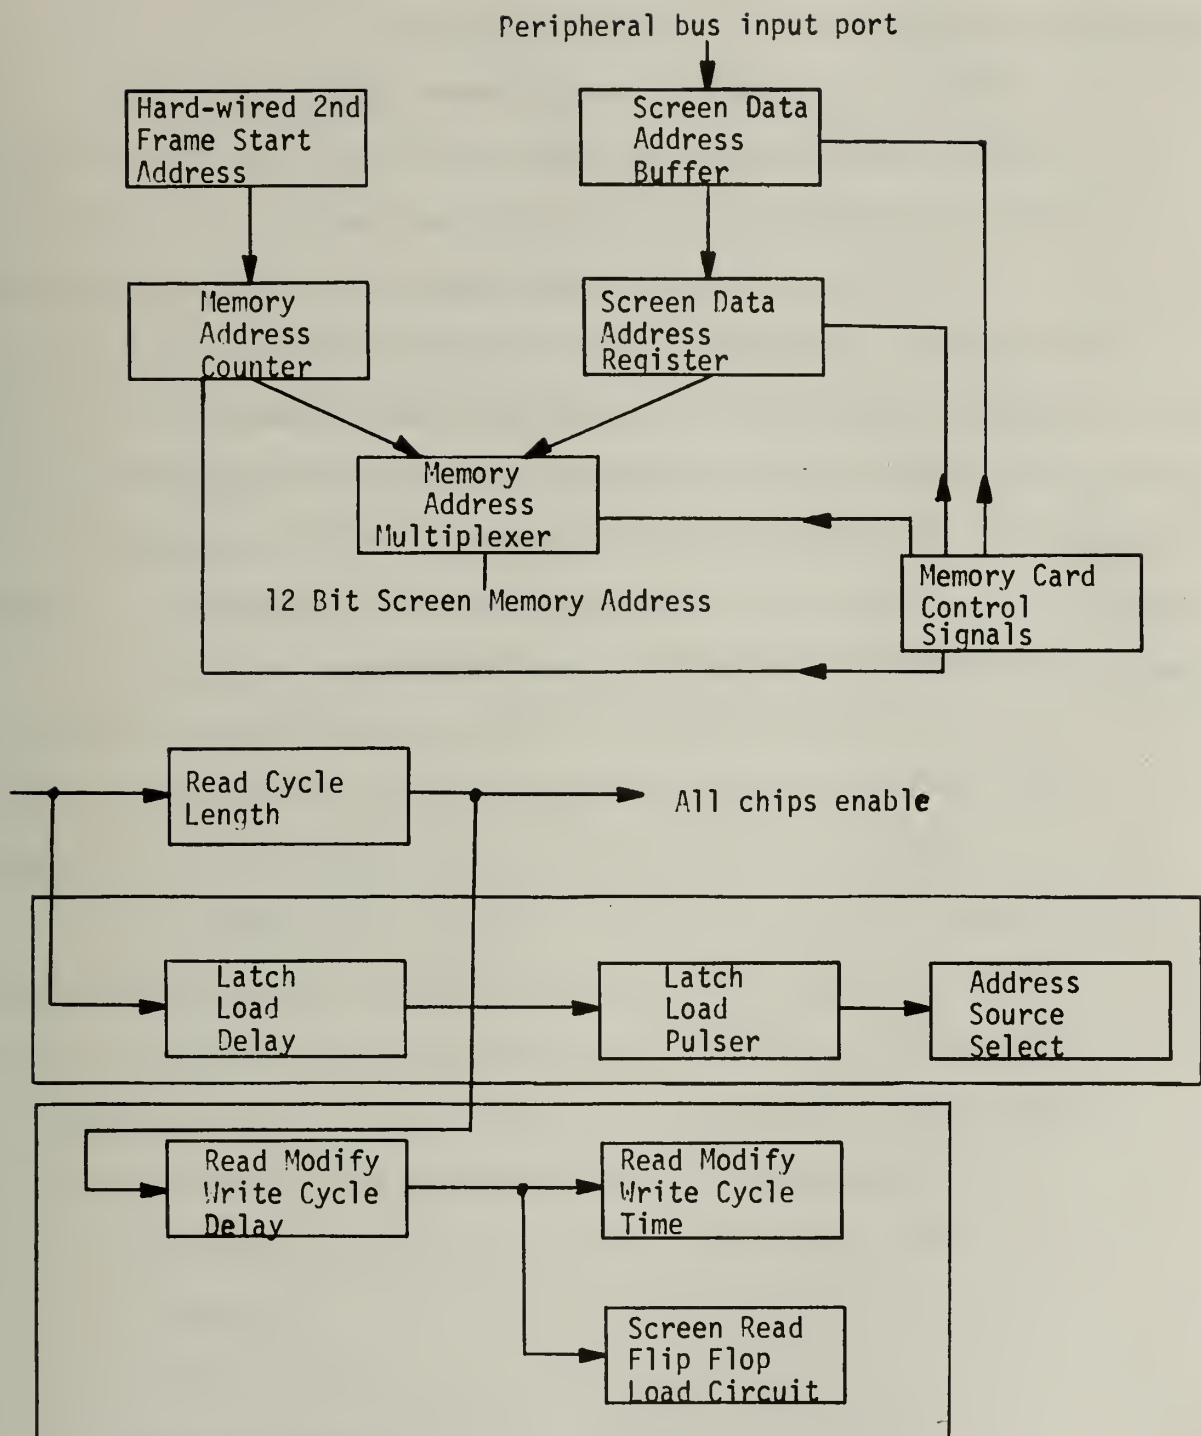 Peripheral bus input port
Hard-wired 2nd
Frame Start
Address
Screen Data
Address
Buffer
Memory
Address
Counter
Screen Data
Address
Register
Memory
Address
Multiplexer
12 Bit Screen Memory Address
Memory Card
Control
Signals
Read Cycle
Length
All chips enable
Latch
Load
Delay
Latch
Load
Pulser
Address
Source
Select
Read Modify
Write Cycle
Delay
Read Modify
Write Cycle
Time
Screen Read
Flip Flop
Load Circuit